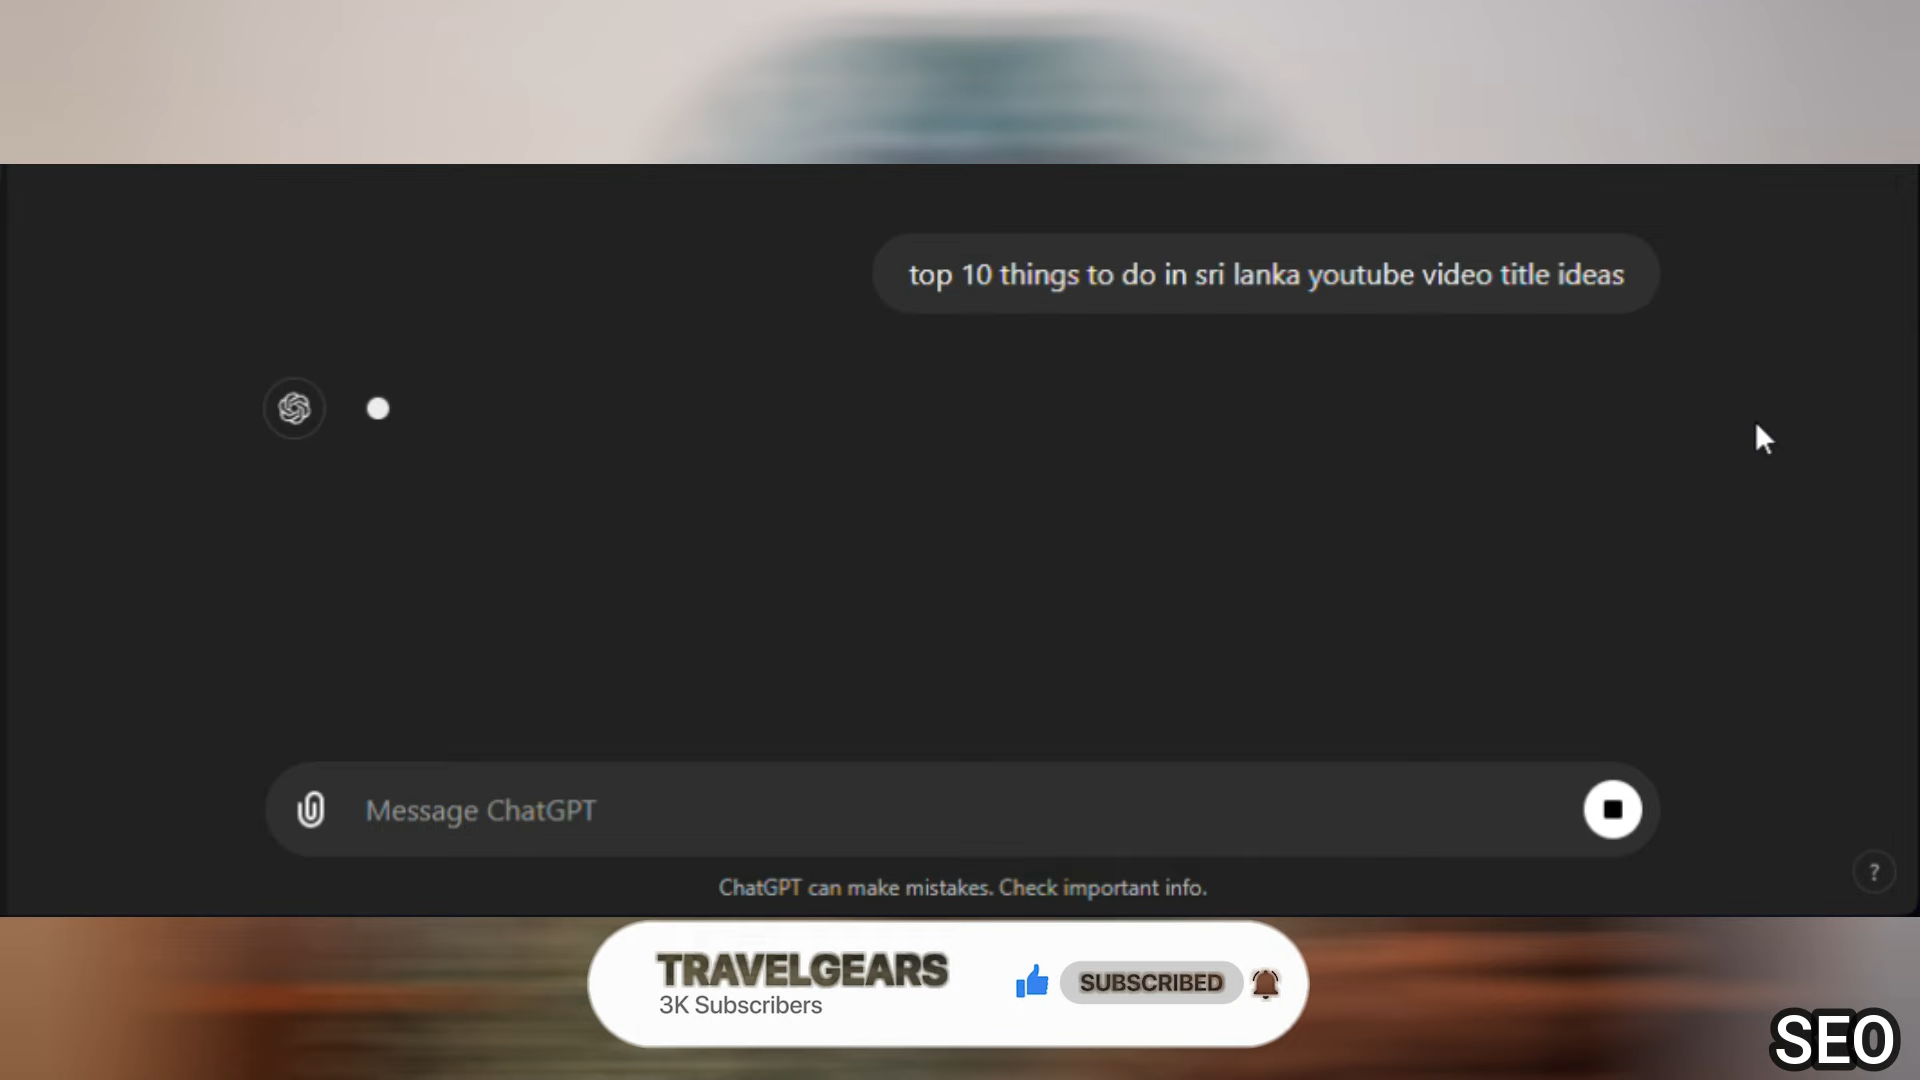 top 10 things to do in sri lanka youtube video title ideas
Message ChatGPT
ChatGPT can make mistakes. Check important info.
?
TRAVELGEARS
3K Subscribers
SUBSCRIBED
SEO